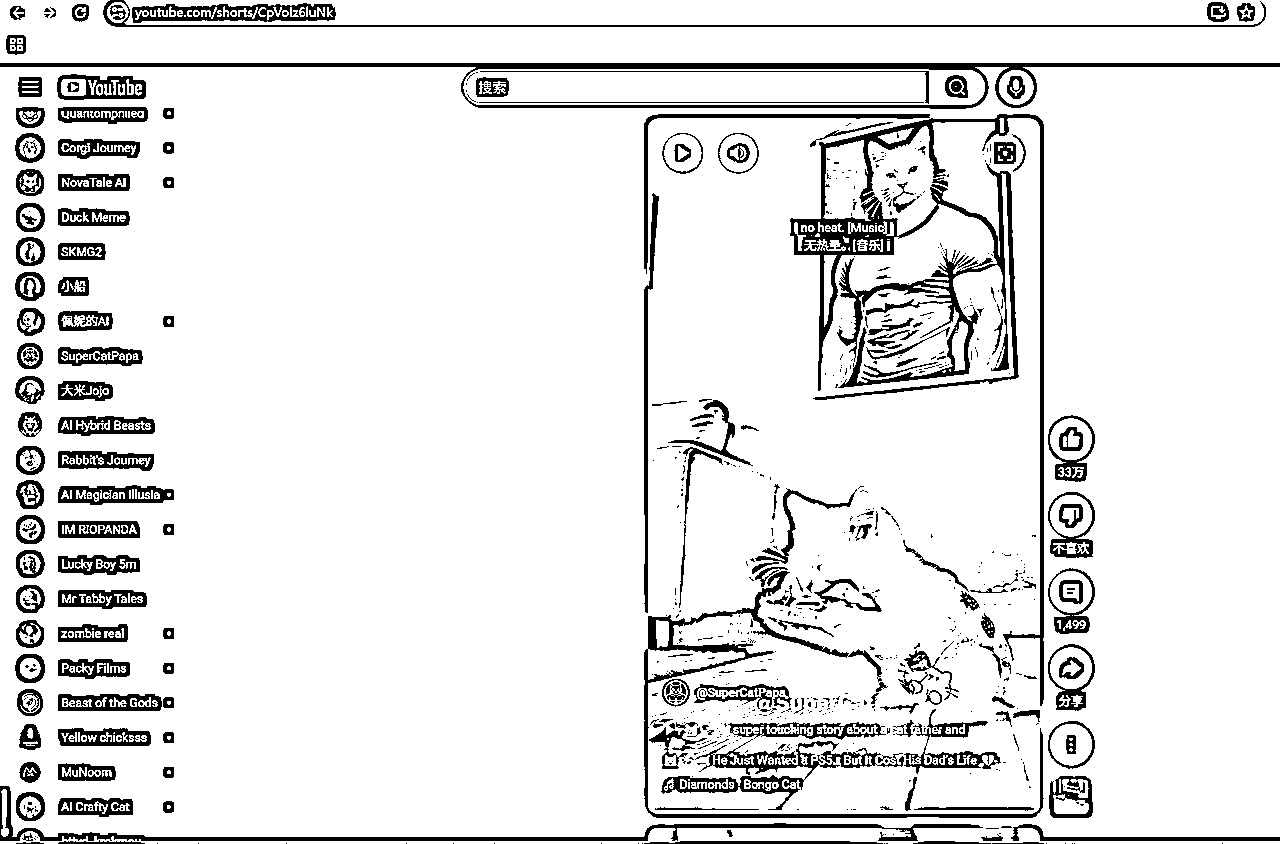 youtube.com/shorts/CpVoIz6IuNk
YouTube
搜索
Quantompnilled
Corgi Journey
NovaTale AI
Duck Meme
SKMG2
小船
佩妮的AI
SuperCatPapa
大米Jojo
AI Hybrid Beasts
Rabbit's Journey
AI Magician Illusia
IM RIOPANDA
Lucky Boy 5m
Mr Tabby Tales
zombie real
Packy Films
Beast of the Gods
Yellow chicksss
MuNoom
AI Crafty Cat
no heat. [Music]
无热量。[音乐]
33万
不喜欢
1,499
分享
@SuperCatPapa
super touching story about a cat father and
He Just Wanted a PS5... But It Cost His Dad's Life
Diamonds · Bongo Cat